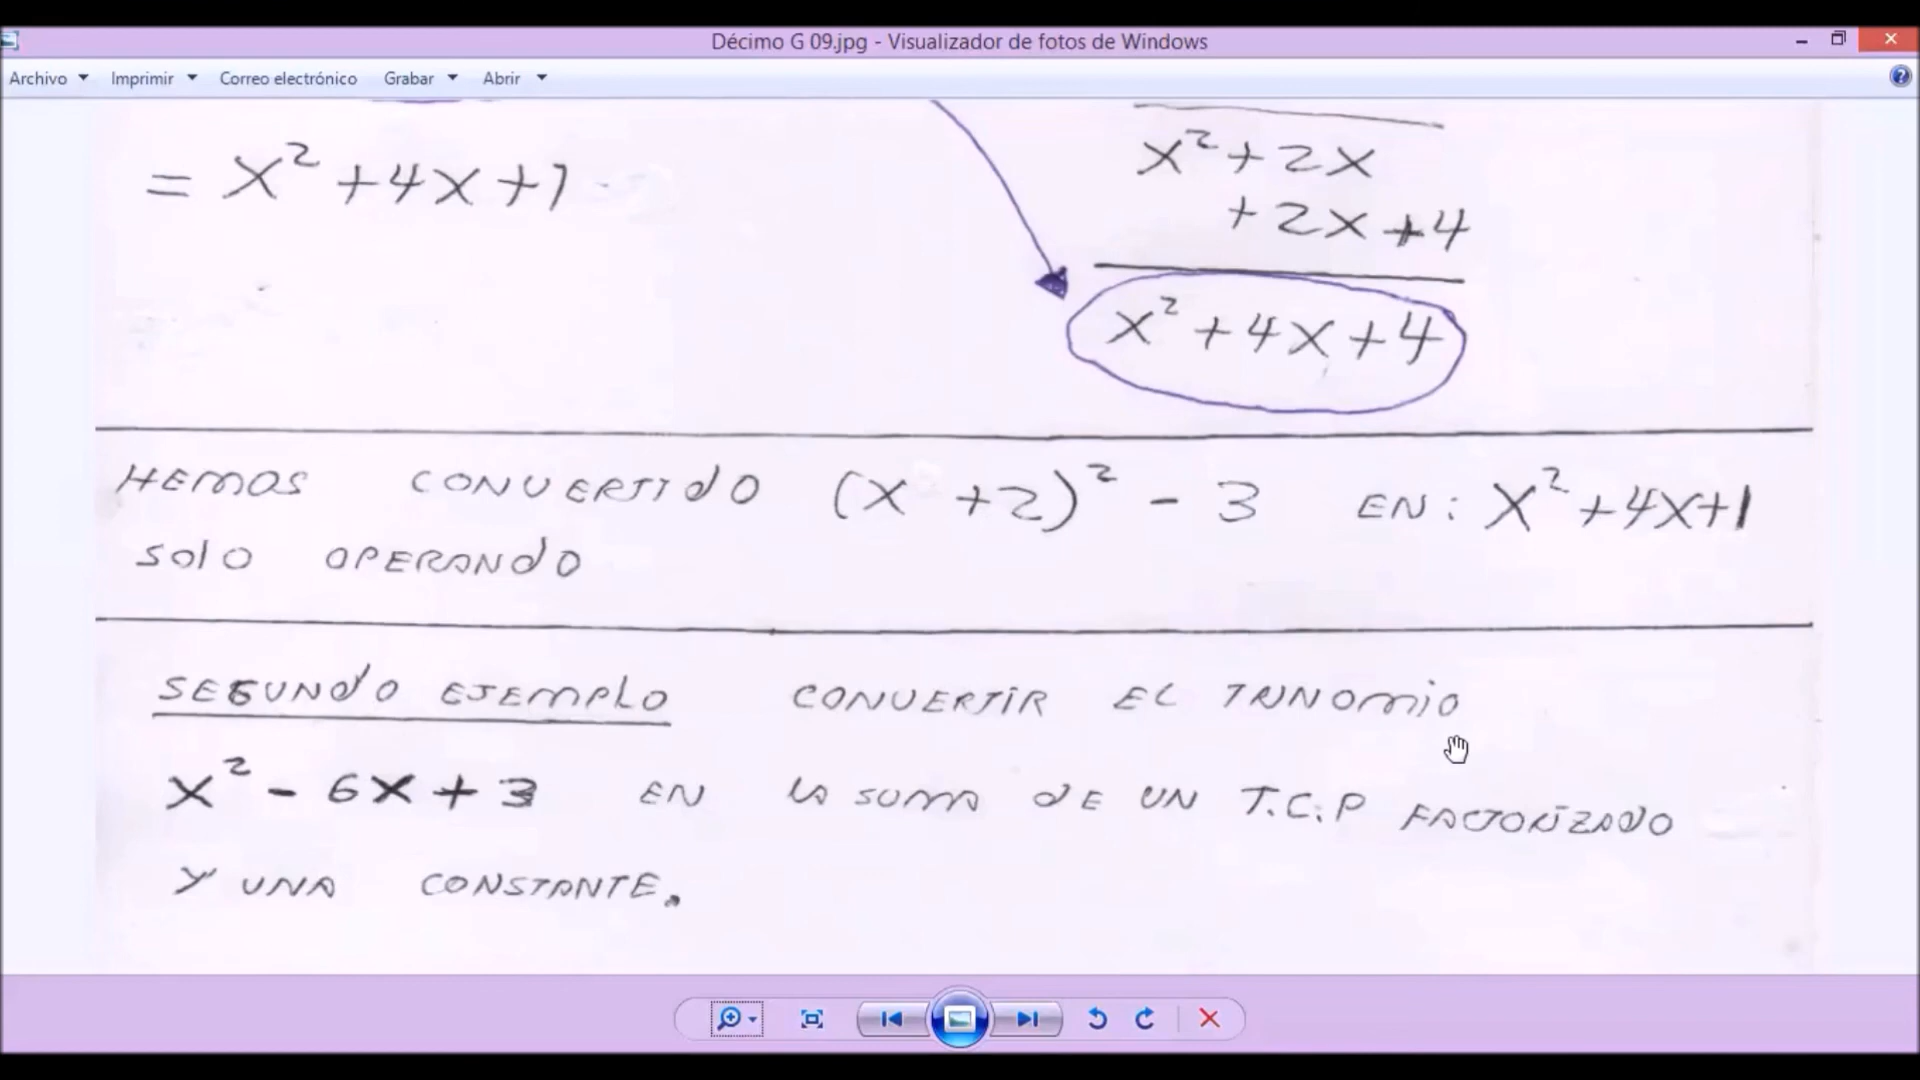 Décimo G 09.jpg - Visualizador de fotos de Windows
Archivo Imprimir Correo electrónico Grabar Abrir
= x² + 4x + 1
x² + 2x
+ 2x + 4
x² + 4x + 4
HEMOS CONVERTIDO (x + 2)² - 3 EN: x² + 4x + 1
SOLO OPERANDO
SEGUNDO EJEMPLO CONVERTIR EL TRINOMIO
x² - 6x + 3 EN LA SUMA DE UN T.C.P FACTORIZADO
Y UNA CONSTANTE.